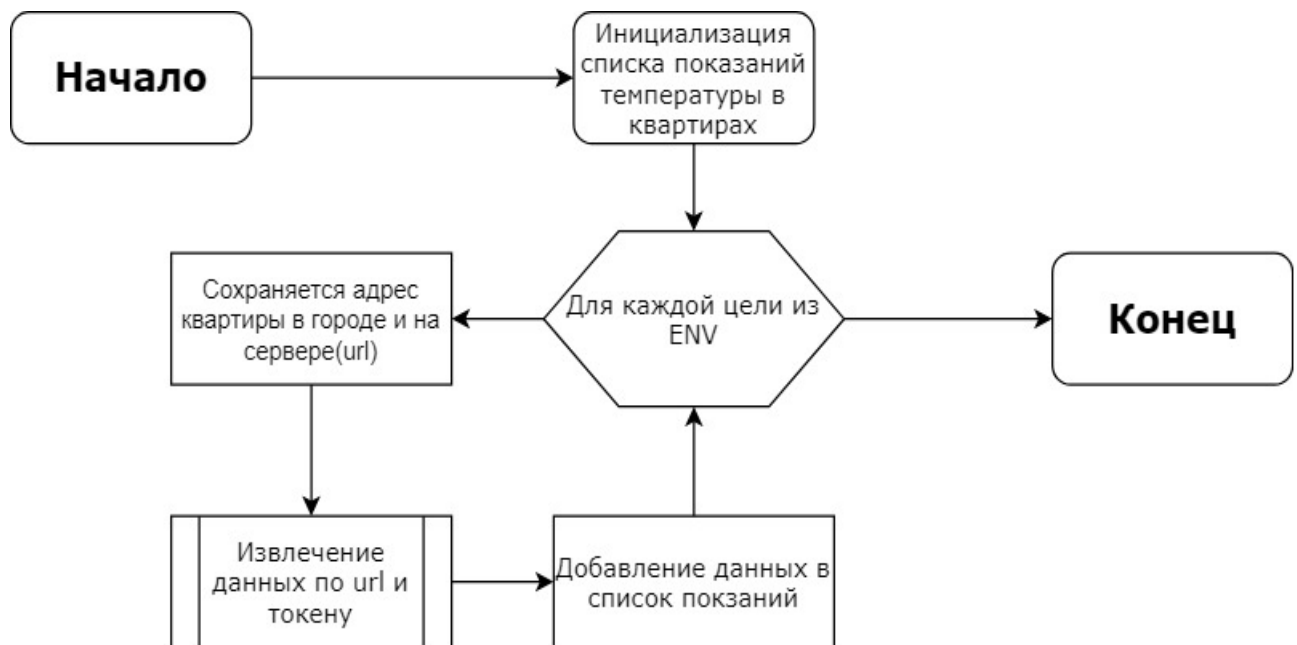 Начало
Инициализация
списка показаний
температуры в
квартирах
Для каждой цели из
ENV
Конец
Сохраняется адрес
квартиры в городе и на
сервере(url)
Извлечение
данных по url и
токену
Добавление данных в
список покзаний